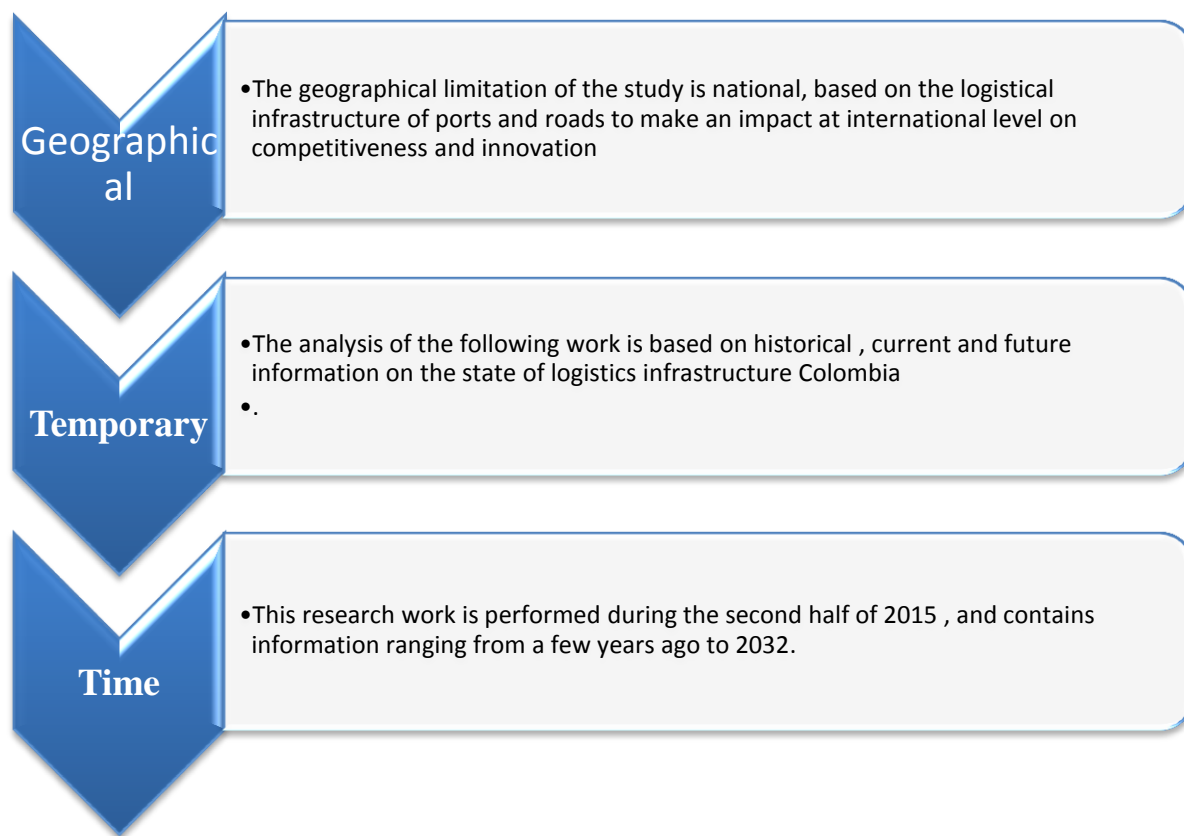 Geographic
al
•The geographical limitation of the study is national, based on the logistical
infrastructure of ports and roads to make an impact at international level on
competitiveness and innovation
Temporary
•The analysis of the following work is based on historical , current and future
information on the state of logistics infrastructure Colombia
•.
Time
•This research work is performed during the second half of 2015 , and contains
information ranging from a few years ago to 2032.